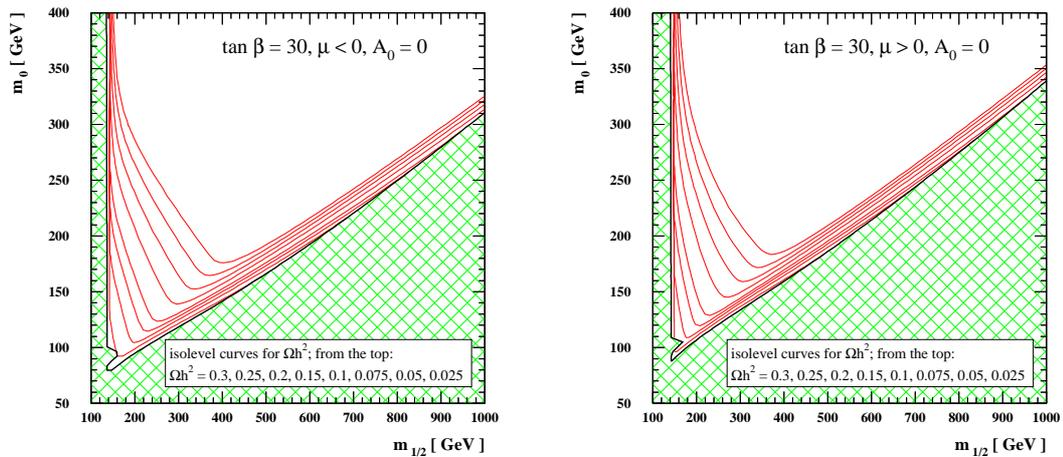 m₀ [ GeV ]
400
350
300
250
200
150
100
50
tan β = 30, μ < 0, A₀ = 0
isolevel curves for Ωh²; from the top:
Ωh² = 0.3, 0.25, 0.2, 0.15, 0.1, 0.075, 0.05, 0.025
100 200 300 400 500 600 700 800 900 1000
m₁/₂ [ GeV ]
m₀ [ GeV ]
400
350
300
250
200
150
100
50
tan β = 30, μ > 0, A₀ = 0
isolevel curves for Ωh²; from the top:
Ωh² = 0.3, 0.25, 0.2, 0.15, 0.1, 0.075, 0.05, 0.025
100 200 300 400 500 600 700 800 900 1000
m₁/₂ [ GeV ]